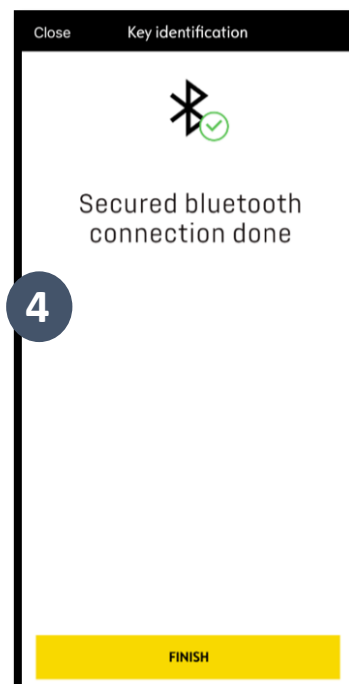 Close Key identification
Secured bluetooth
connection done
4
FINISH